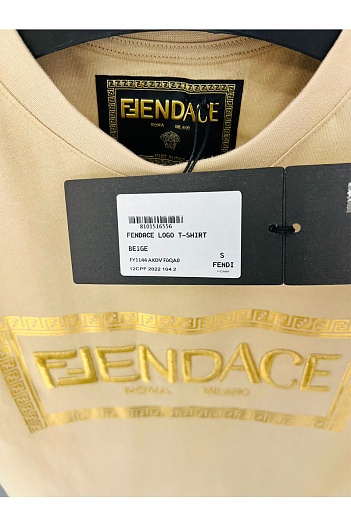 FENDACE
ROMA MILANO
8101516556
FENDACE LOGO T-SHIRT
BEIGE
S
FY1144 AKDV F0QA0
FENDI
12CPF 2022 104 2
FENDACE
ROMA MILANO